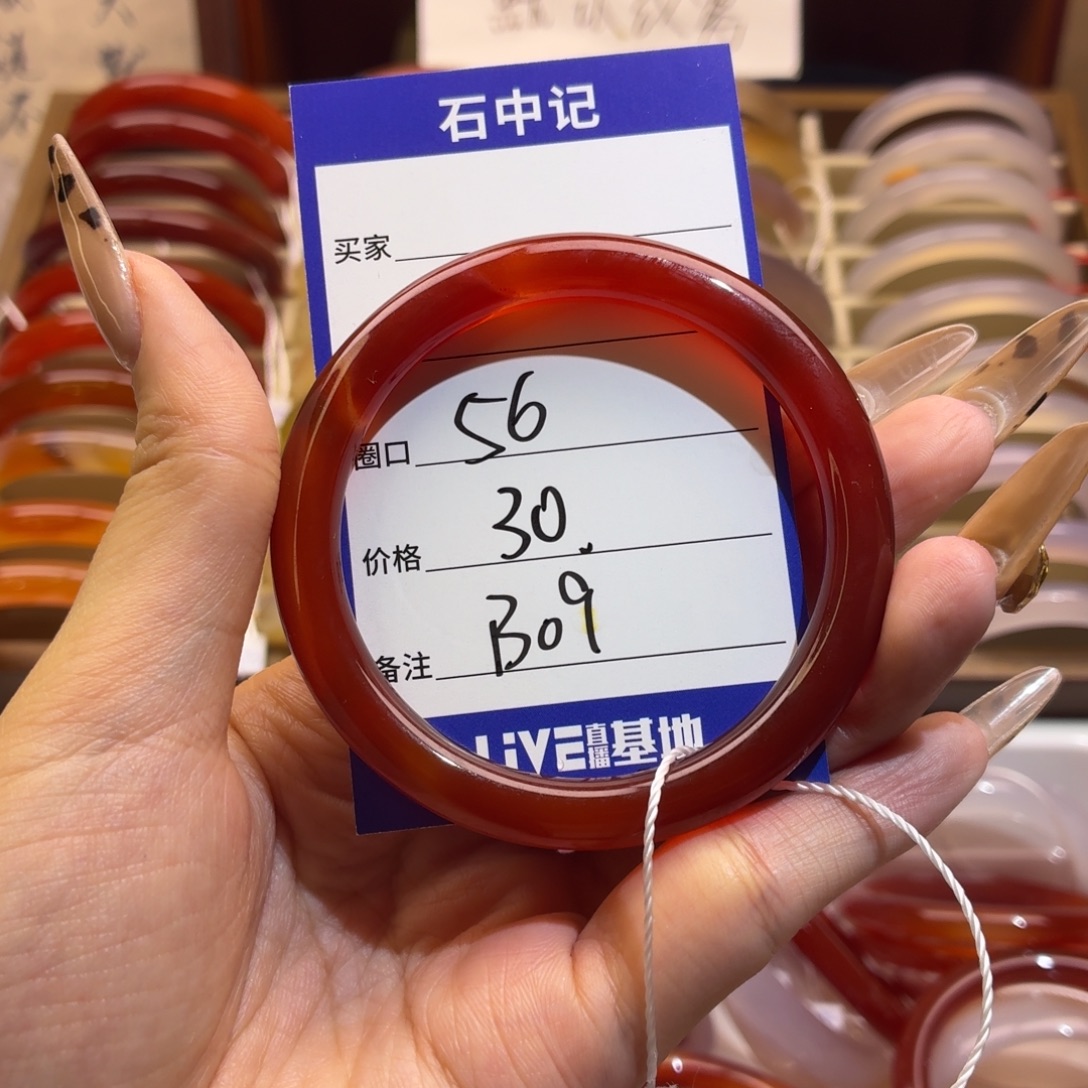 石中记
买家
圈口 56
价格 30.
备注 B09
LiVE直播基地